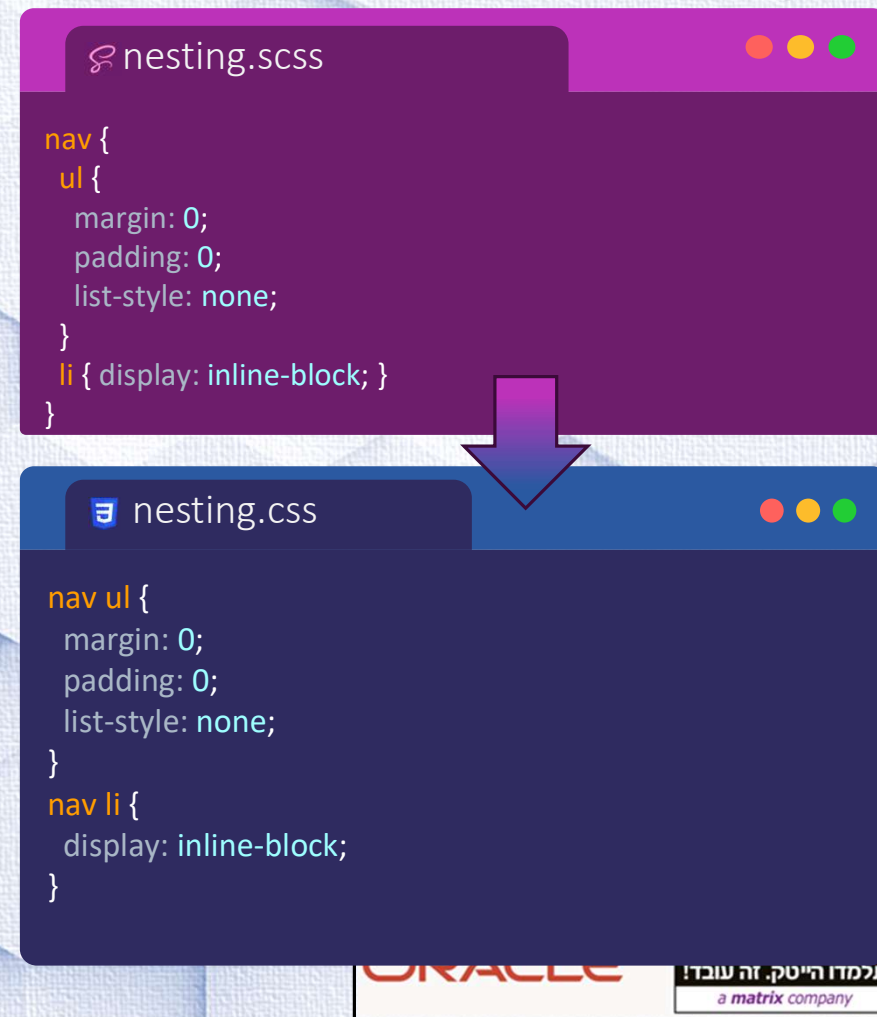 nesting.scss
nav {
ul {
margin: 0;
padding: 0;
list-style: none;
}
li { display: inline-block; }
}
nesting.css
nav ul {
margin: 0;
padding: 0;
list-style: none;
}
nav li {
display: inline-block;
}
ORACLE
תלמדו הייטק. זה עובד!
a matrix company